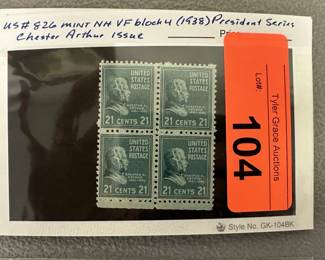 US# 826 MINT NH VF block 4 (1938) President Series
Chester Arthur issue
Price
Lot#:
104
Tyler Grace Auctions
UNITED
STATES
POSTAGE
21 CENTS 21
UNITED
STATES
POSTAGE
21 CENTS 21
UNITED
STATES
POSTAGE
21 CENTS 21
UNITED
STATES
POSTAGE
21 CENTS 21
Style No. GK-104BK